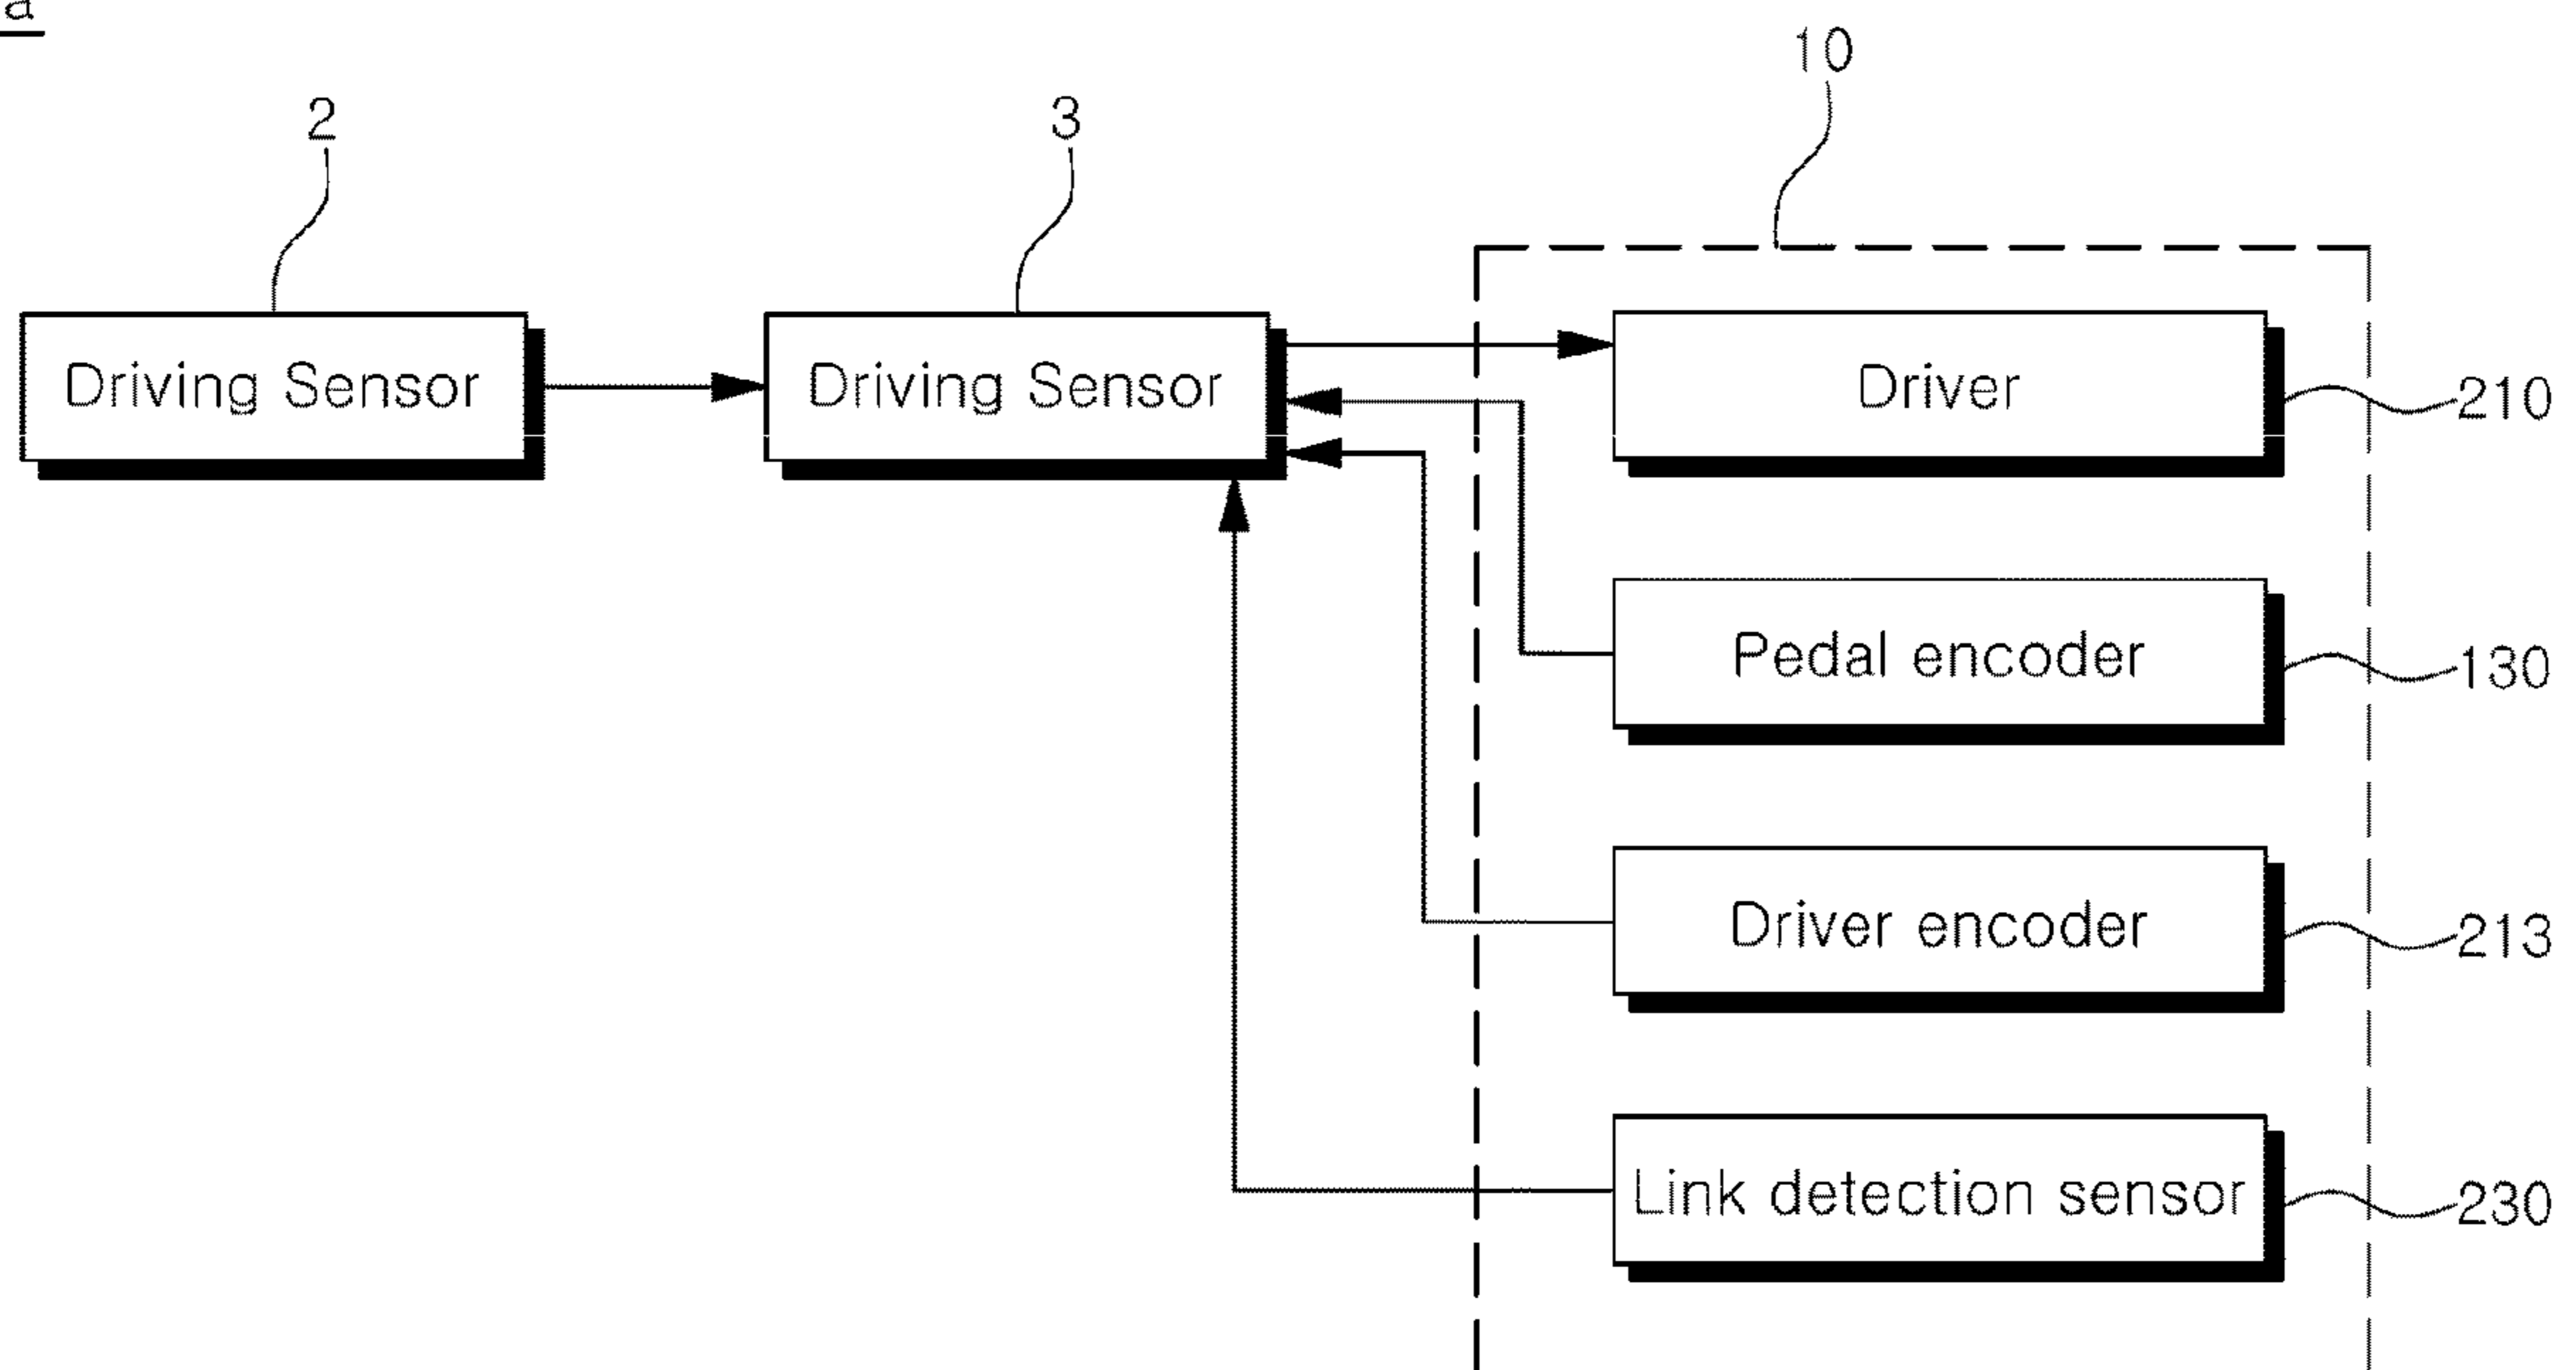 a
10
2
3
Driving Sensor
Driving Sensor
Driver
210
Pedal encoder
130
Driver encoder
213
Link detection sensor
230